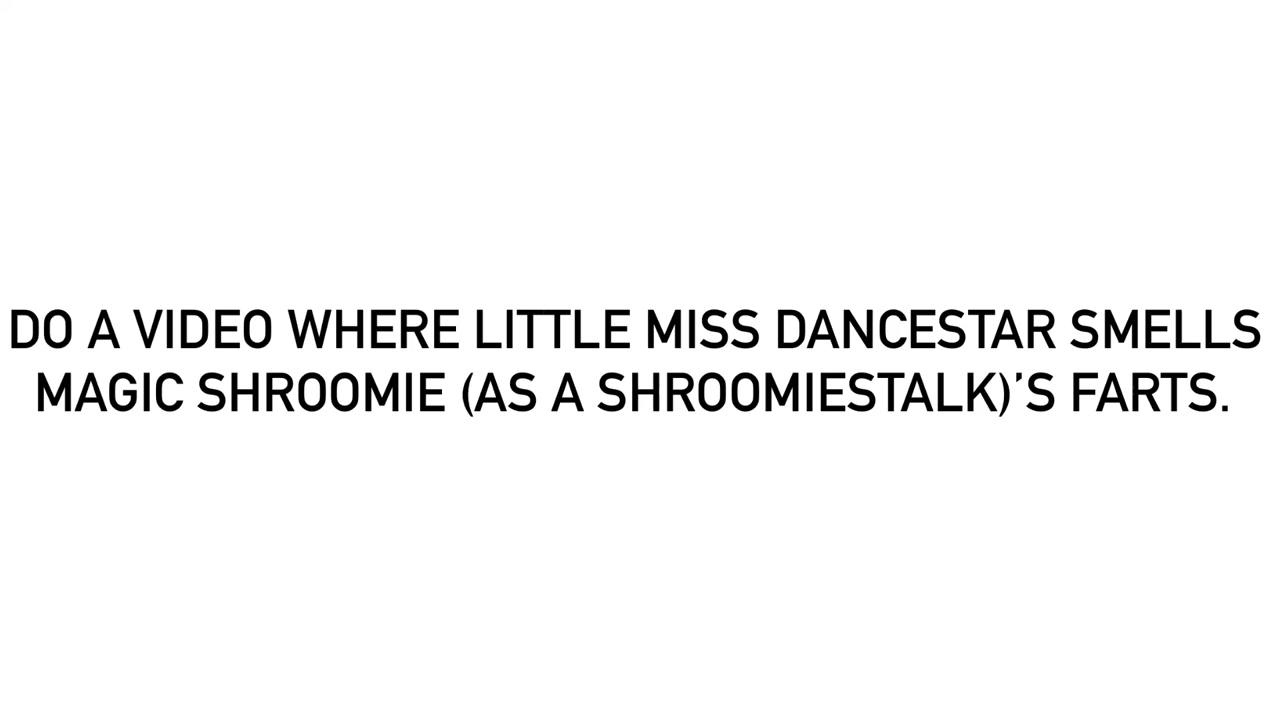 DO A VIDEO WHERE LITTLE MISS DANCESTAR SMELLS
MAGIC SHROOMIE (AS A SHROOMIESTALK)’S FARTS.